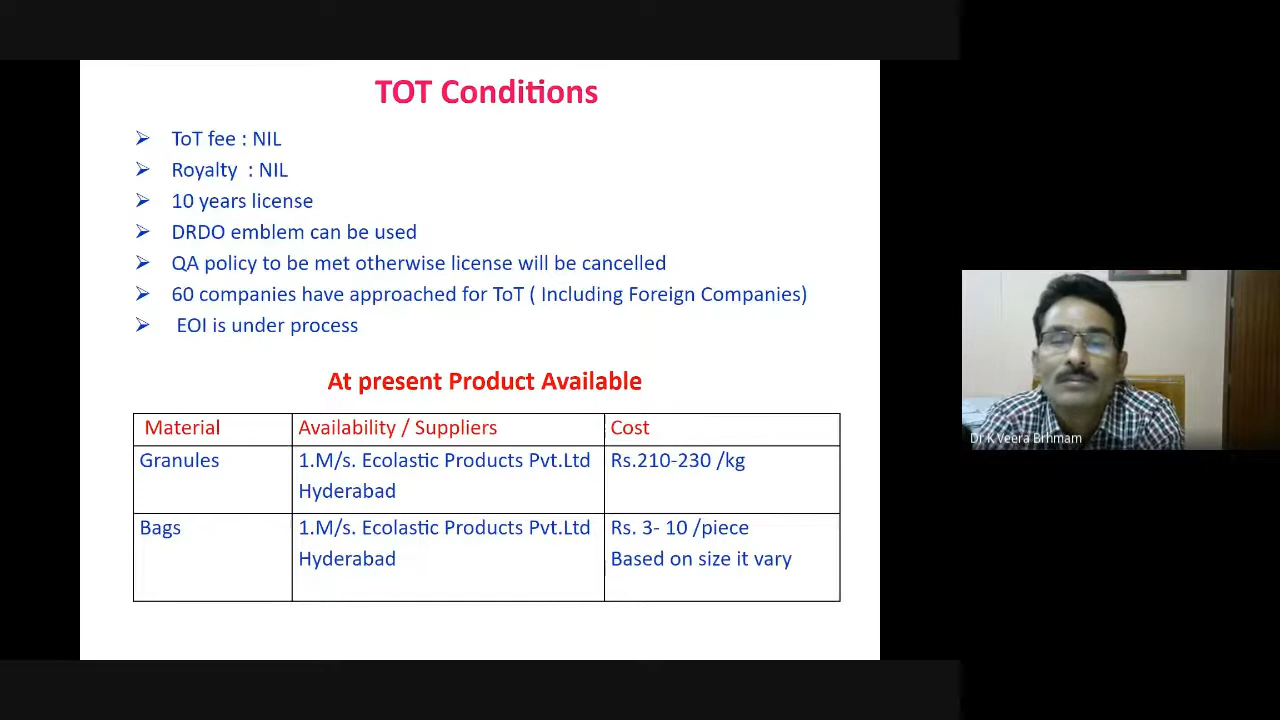 TOT Conditions
➢ ToT fee : NIL
➢ Royalty : NIL
➢ 10 years license
➢ DRDO emblem can be used
➢ QA policy to be met otherwise license will be cancelled
➢ 60 companies have approached for ToT ( Including Foreign Companies)
➢ EOI is under process
At present Product Available
Material Availability / Suppliers Cost
Granules 1.M/s. Ecolastic Products Pvt.Ltd Rs.210-230 /kg
Hyderabad
Bags 1.M/s. Ecolastic Products Pvt.Ltd Rs. 3- 10 /piece
Hyderabad Based on size it vary
Dr K Veera Brhmam